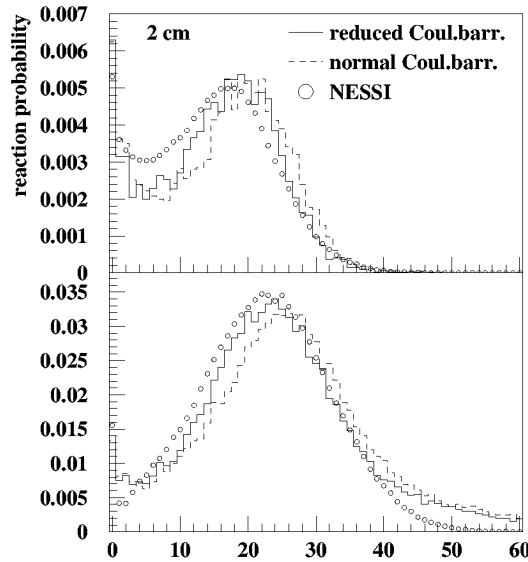 0.007
0.006
0.005
0.004
0.003
0.002
0.001
0
reaction probability
2 cm
reduced Coul.barr.
normal Coul.barr.
NESSI
0.035
0.03
0.025
0.02
0.015
0.01
0.005
0
0 10 20 30 40 50 60